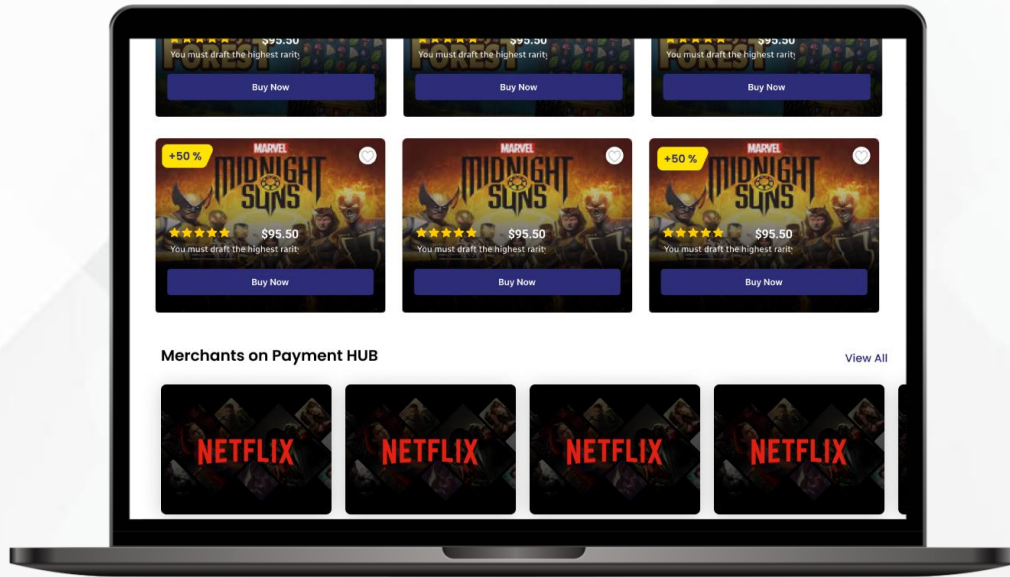 $95.50 $95.50 $95.50
You must draft the highest rarity You must draft the highest rarity You must draft the highest rarity
FOREST FOREST FOREST
Buy Now Buy Now Buy Now
+50 % MARVEL MARVEL +50 % MARVEL
MIDNIGHT MIDNIGHT MIDNIGHT
SUNS SUNS SUNS
$95.50 $95.50 $95.50
You must draft the highest rarity You must draft the highest rarity You must draft the highest rarity
Buy Now Buy Now Buy Now
Merchants on Payment HUB View All
NETFLIX NETFLIX NETFLIX NETFLIX